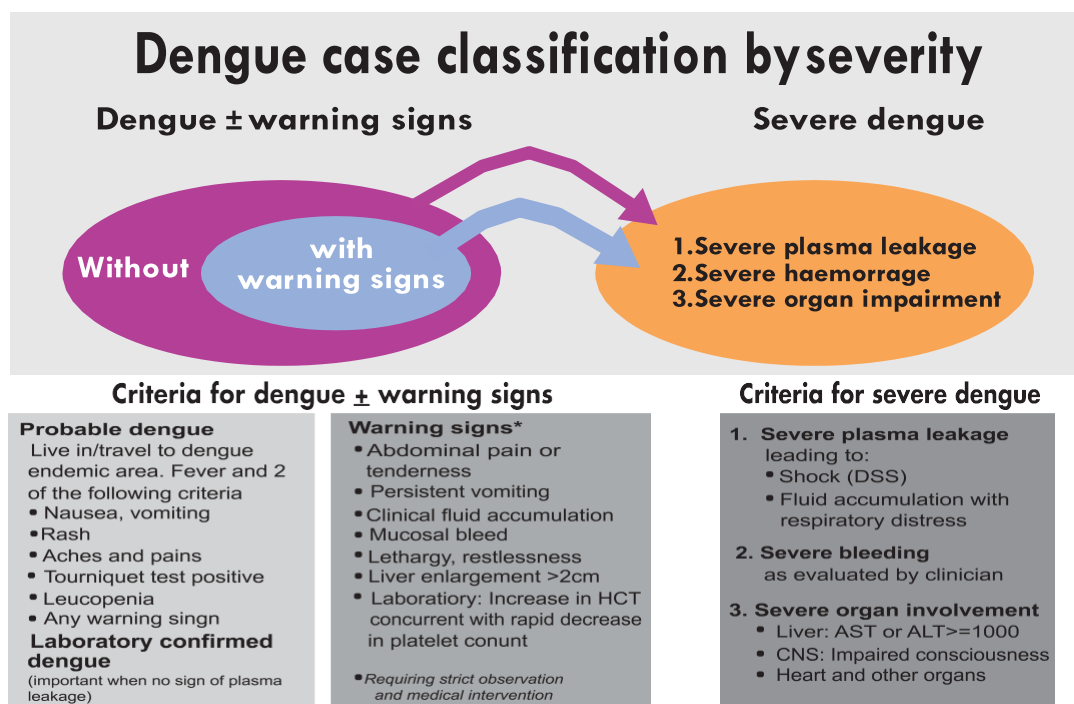 Dengue case classification by severity
Dengue ± warning signs
Severe dengue
Without
with
warning signs
1.Severe plasma leakage
2.Severe haemorrage
3.Severe organ impairment
Criteria for dengue ± warning signs
Criteria for severe dengue
Probable dengue
Live in/travel to dengue
endemic area. Fever and 2
of the following criteria
• Nausea, vomiting
• Rash
• Aches and pains
• Tourniquet test positive
• Leucopenia
• Any warning singn
Laboratory confirmed
dengue
(important when no sign of plasma
leakage)
Warning signs*
• Abdominal pain or
tenderness
• Persistent vomiting
• Clinical fluid accumulation
• Mucosal bleed
• Lethargy, restlessness
• Liver enlargement >2cm
• Laboratiory: Increase in HCT
concurrent with rapid decrease
in platelet conunt
• Requiring strict observation
and medical intervention
1. Severe plasma leakage
leading to:
• Shock (DSS)
• Fluid accumulation with
respiratory distress
2. Severe bleeding
as evaluated by clinician
3. Severe organ involvement
• Liver: AST or ALT>=1000
• CNS: Impaired consciousness
• Heart and other organs